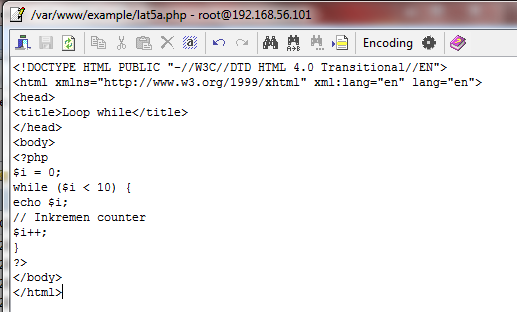 /var/www/example/lat5a.php - root@192.168.56.101
Encoding
<!DOCTYPE HTML PUBLIC "-//W3C//DTD HTML 4.0 Transitional//EN">
<html xmlns="http://www.w3.org/1999/xhtml" xml:lang="en" lang="en">
<head>
<title>Loop while</title>
</head>
<body>
<?php
$i = 0;
while ($i < 10) {
echo $i;
// Inkremen counter
$i++;
}
?>
</body>
</html>